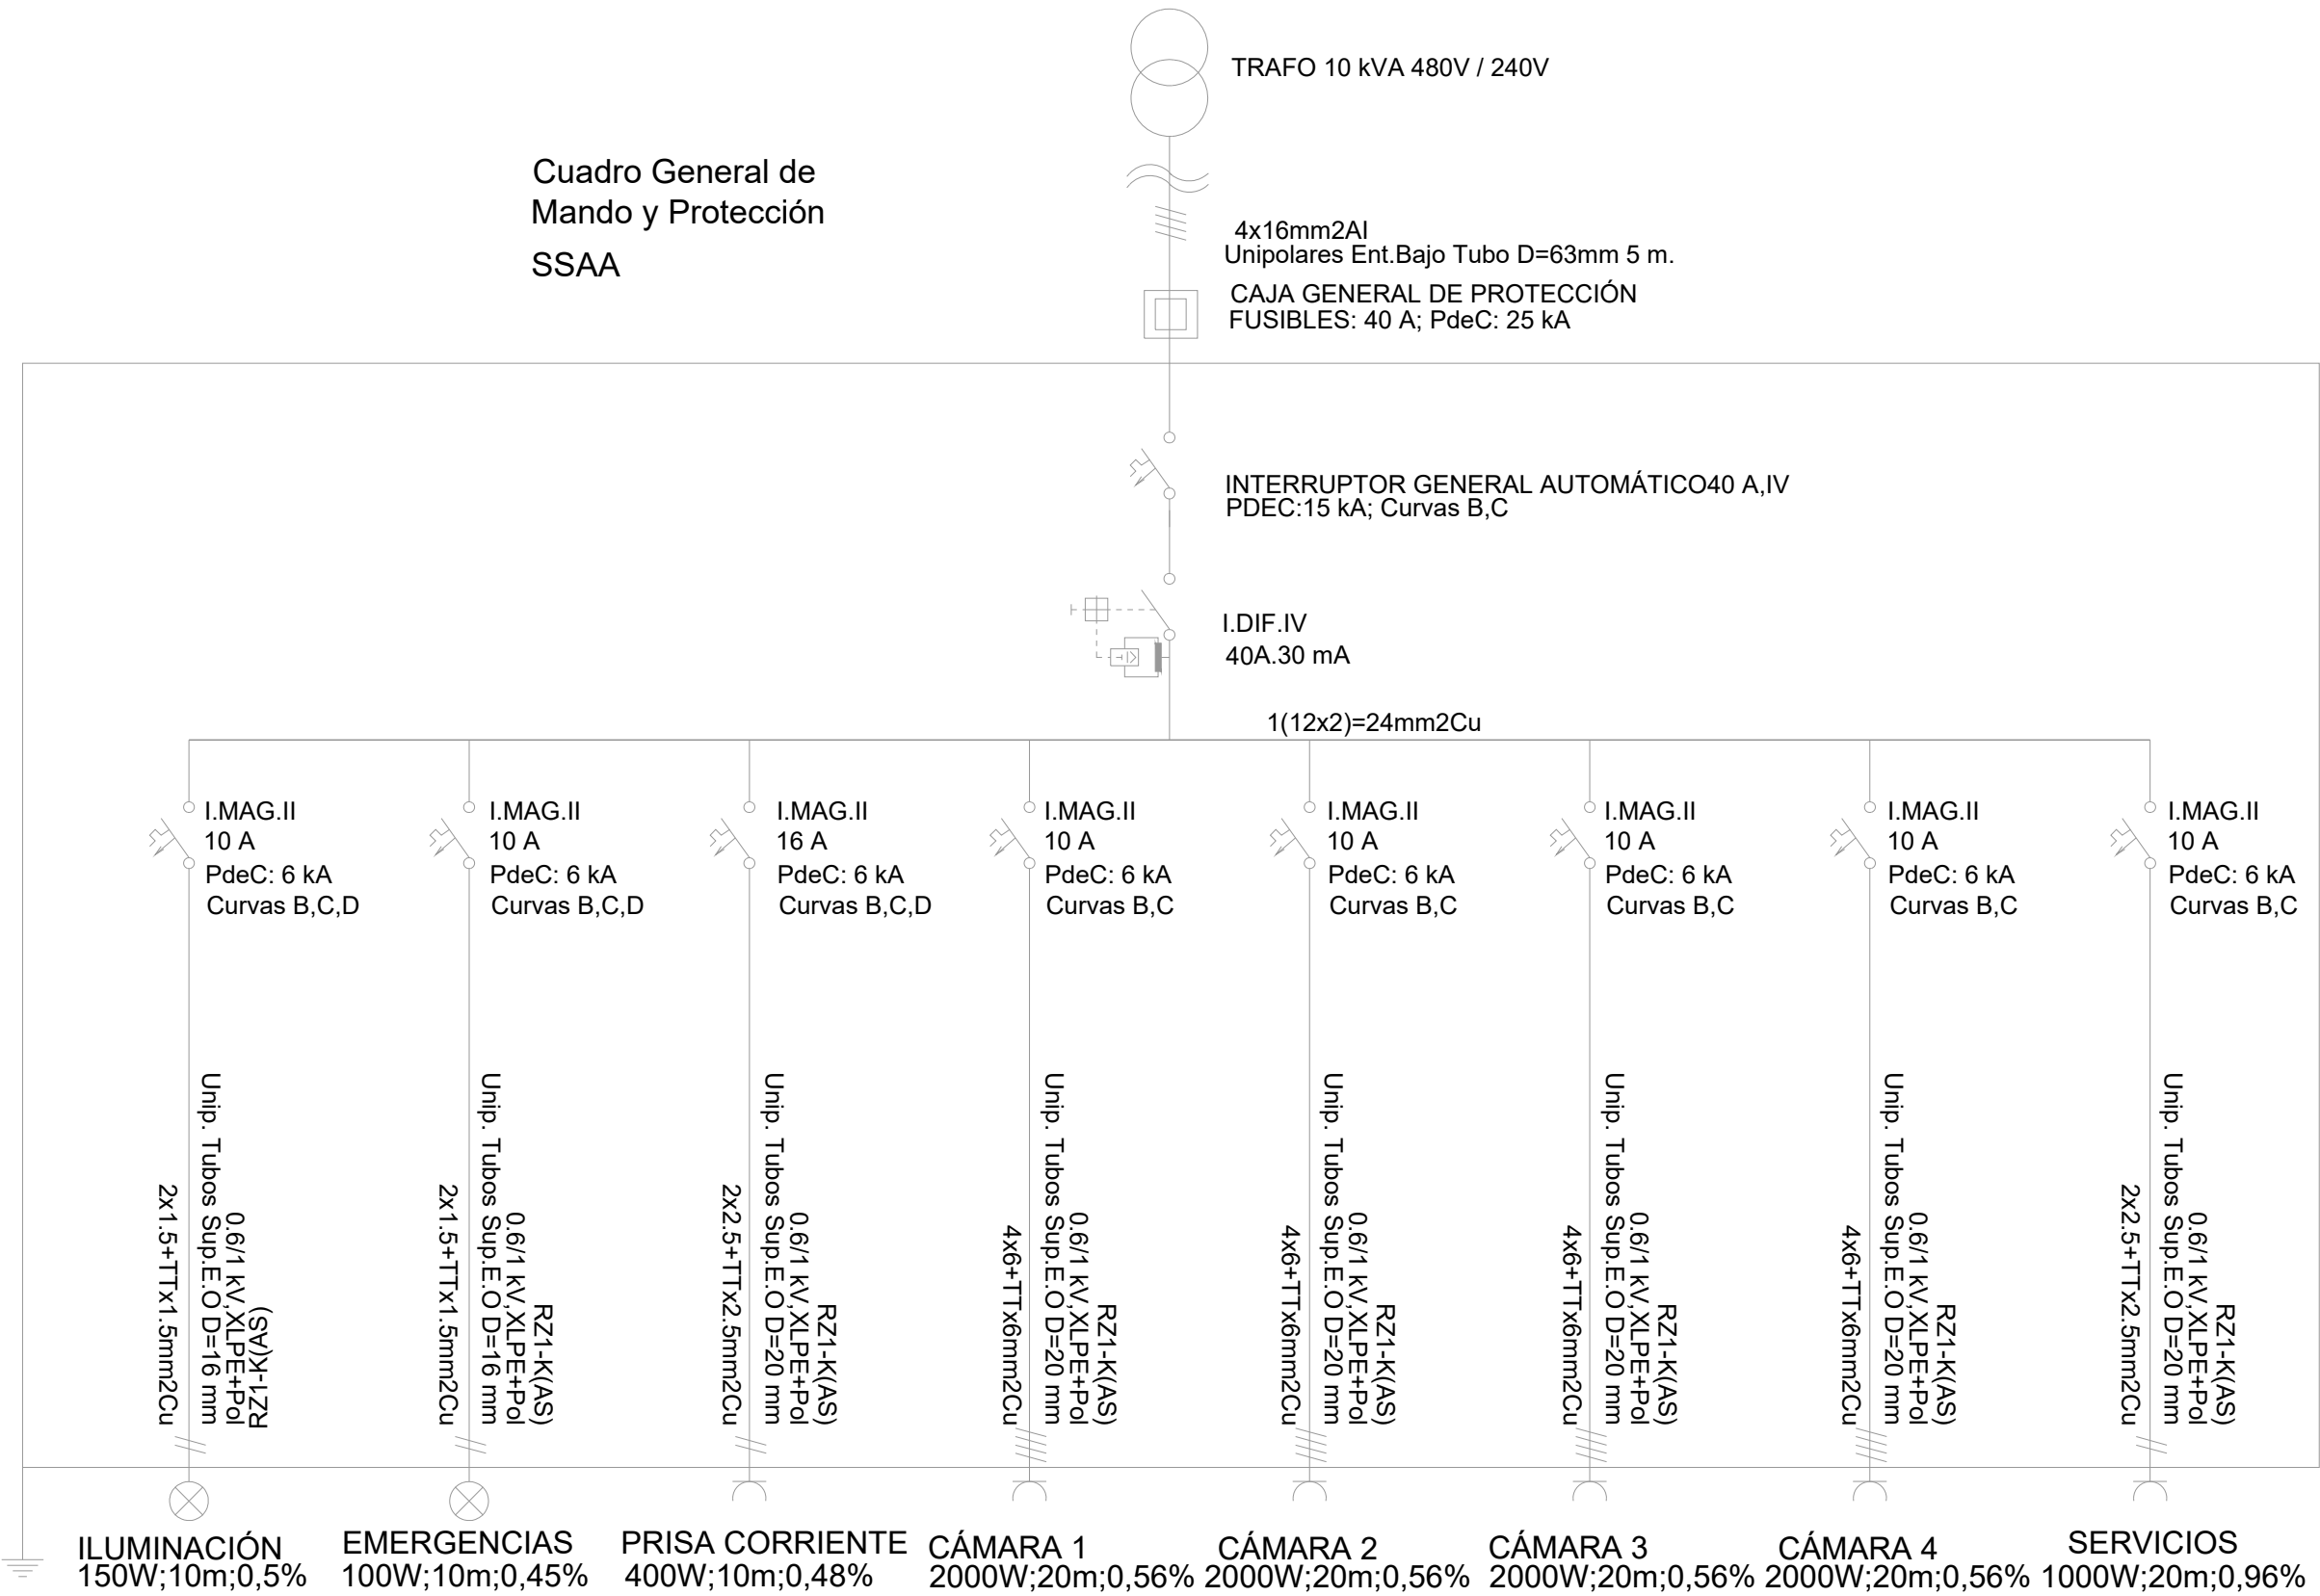 TRAFO 10 kVA 480V / 240V
Cuadro General de
Mando y Protección
SSAA
4x16mm2Al
Unipolares Ent.Bajo Tubo D=63mm 5 m.
CAJA GENERAL DE PROTECCIÓN
FUSIBLES: 40 A; PdeC: 25 kA
INTERRUPTOR GENERAL AUTOMÁTICO40 A,IV
PDEC:15 kA; Curvas B,C
I.DIF.IV
40A.30 mA
1(12x2)=24mm2Cu
I.MAG.II
10 A
PdeC: 6 kA
Curvas B,C,D
I.MAG.II
10 A
PdeC: 6 kA
Curvas B,C,D
I.MAG.II
16 A
PdeC: 6 kA
Curvas B,C,D
I.MAG.II
10 A
PdeC: 6 kA
Curvas B,C
I.MAG.II
10 A
PdeC: 6 kA
Curvas B,C
I.MAG.II
10 A
PdeC: 6 kA
Curvas B,C
I.MAG.II
10 A
PdeC: 6 kA
Curvas B,C
I.MAG.II
10 A
PdeC: 6 kA
Curvas B,C
2x1.5+TTx1.5mm2Cu
Unip. Tubos Sup.E.O D=16 mm
0.6/1 kV,XLPE+Pol
RZ1-K(AS)
2x1.5+TTx1.5mm2Cu
Unip. Tubos Sup.E.O D=16 mm
0.6/1 kV,XLPE+Pol
RZ1-K(AS)
2x2.5+TTx2.5mm2Cu
Unip. Tubos Sup.E.O D=20 mm
0.6/1 kV,XLPE+Pol
RZ1-K(AS)
4x6+TTx6mm2Cu
Unip. Tubos Sup.E.O D=20 mm
0.6/1 kV,XLPE+Pol
RZ1-K(AS)
4x6+TTx6mm2Cu
Unip. Tubos Sup.E.O D=20 mm
0.6/1 kV,XLPE+Pol
RZ1-K(AS)
4x6+TTx6mm2Cu
Unip. Tubos Sup.E.O D=20 mm
0.6/1 kV,XLPE+Pol
RZ1-K(AS)
4x6+TTx6mm2Cu
Unip. Tubos Sup.E.O D=20 mm
0.6/1 kV,XLPE+Pol
RZ1-K(AS)
2x2.5+TTx2.5mm2Cu
Unip. Tubos Sup.E.O D=20 mm
0.6/1 kV,XLPE+Pol
RZ1-K(AS)
ILUMINACIÓN
150W;10m;0,5%
EMERGENCIAS
100W;10m;0,45%
PRISA CORRIENTE
400W;10m;0,48%
CÁMARA 1
2000W;20m;0,56%
CÁMARA 2
2000W;20m;0,56%
CÁMARA 3
2000W;20m;0,56%
CÁMARA 4
2000W;20m;0,56%
SERVICIOS
1000W;20m;0,96%